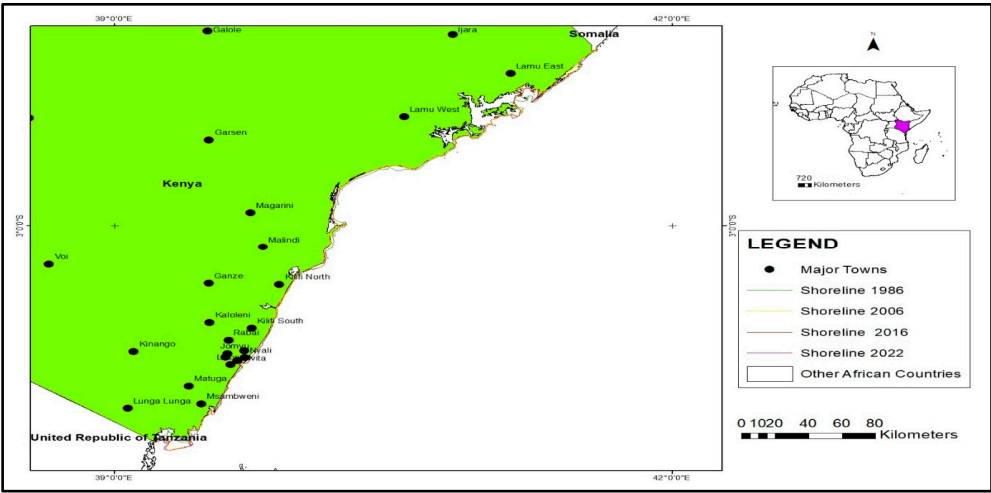 39°0'0"E
42°0'0"E
Galole
Ijara
Somalia
N
Lamu East
Lamu West
Garsen
Kenya
720
Kilometers
Magarini
3°0'0"S
3°0'0"S
Malindi
LEGEND
Voi
Major Towns
Ganze
Kilifi North
Shoreline 1986
Shoreline 2006
Kaloleni
Kilifi South
Shoreline 2016
Rabai
Kinango
Jomvu
Nyali
Shoreline 2022
Other African Countries
Matuga
Lunga Lunga
Msambweni
0 10 20 40 60 80
Kilometers
United Republic of Tanzania
39°0'0"E
42°0'0"E